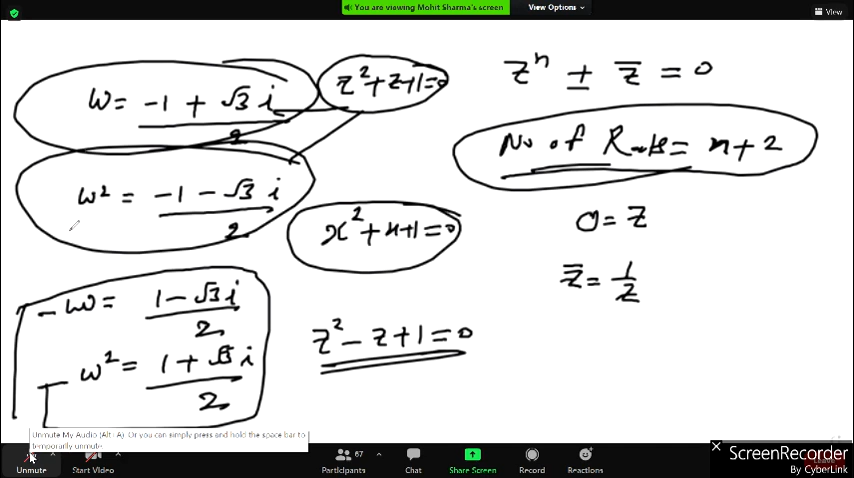 You are viewing Mohit Sharma's screen
View Options
View
ω = -1 + √3 i / 2
z² + z + 1 = 0
zⁿ ± z̄ = 0
No of Roots = n + 2
ω² = -1 - √3 i / 2
x² + x + 1 = 0
0 = z
z̄ = 1/z
-ω = 1 - √3 i / 2
z² - z + 1 = 0
-ω² = 1 + √3 i / 2
Unmute My Audio (Alt+A). Or you can simply press and hold the space bar to
temporarily unmute.
Unmute
Start Video
67
Participants
Chat
Share Screen
Record
Reactions
ScreenRecorder
By CyberLink